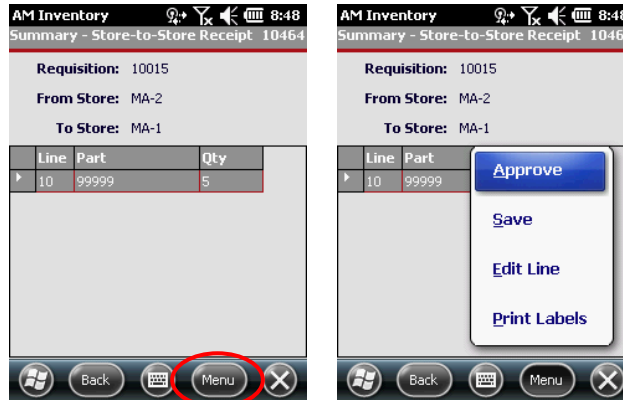 AM Inventory 8:48
Summary - Store-to-Store Receipt 10464
Requisition: 10015
From Store: MA-2
To Store: MA-1
Line Part Qty
10 99999 5
Back Menu
AM Inventory 8:48
Summary - Store-to-Store Receipt 1046
Requisition: 10015
From Store: MA-2
To Store: MA-1
Line Part
10 99999
Approve
Save
Edit Line
Print Labels
Back Menu